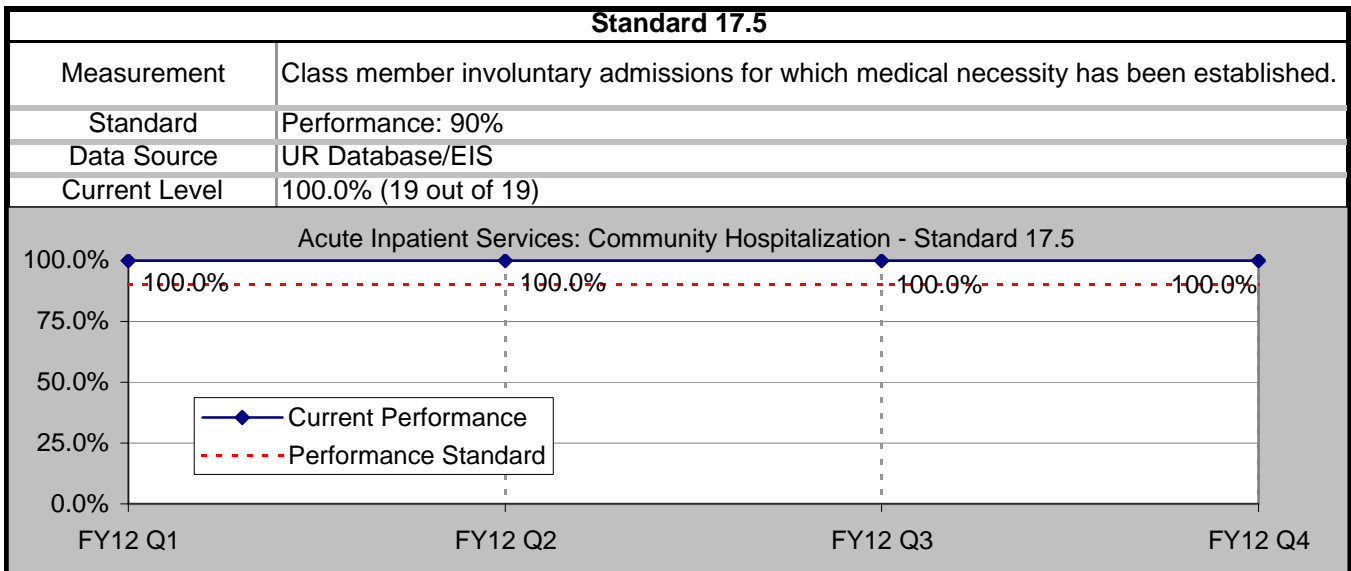 Standard 17.5
Measurement Class member involuntary admissions for which medical necessity has been established.
Standard Performance: 90%
Data Source UR Database/EIS
Current Level 100.0% (19 out of 19)
Acute Inpatient Services: Community Hospitalization - Standard 17.5
100.0%
100.0% 100.0% 100.0% 100.0%
75.0%
50.0%
Current Performance
25.0%
Performance Standard
0.0%
FY12 Q1 FY12 Q2 FY12 Q3 FY12 Q4